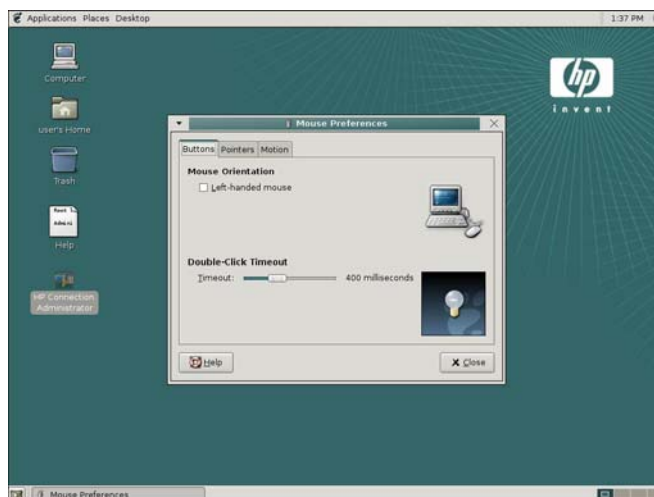 Applications Places Desktop
1:37 PM
Computer
user's Home
Trash
Help
HP Connection
Administrator
hp
invent
Mouse Preferences
Buttons Pointers Motion
Mouse Orientation
Left-handed mouse
Double-Click Timeout
Timeout: 400 milliseconds
Help Close
Mouse Preferences